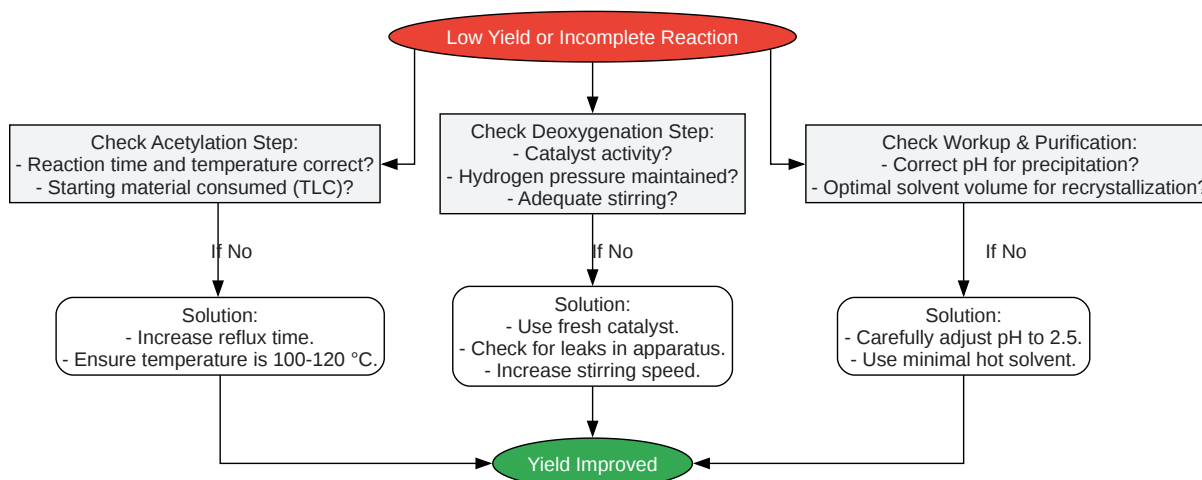 Low Yield or Incomplete Reaction
Check Acetylation Step:
- Reaction time and temperature correct?
- Starting material consumed (TLC)?
Check Deoxygenation Step:
- Catalyst activity?
- Hydrogen pressure maintained?
- Adequate stirring?
Check Workup & Purification:
- Correct pH for precipitation?
- Optimal solvent volume for recrystallization?
If No
If No
If No
Solution:
- Increase reflux time.
- Ensure temperature is 100-120 °C.
Solution:
- Use fresh catalyst.
- Check for leaks in apparatus.
- Increase stirring speed.
Solution:
- Carefully adjust pH to 2.5.
- Use minimal hot solvent.
Yield Improved